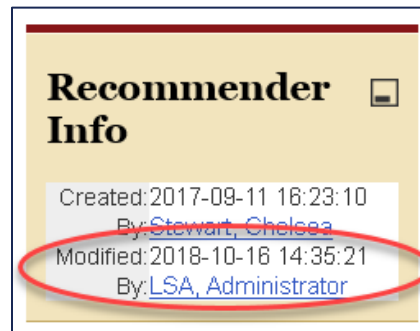 Recommender
Info
Created:2017-09-11 16:23:10
By:Stewart, Chelsea
Modified:2018-10-16 14:35:21
By:LSA, Administrator